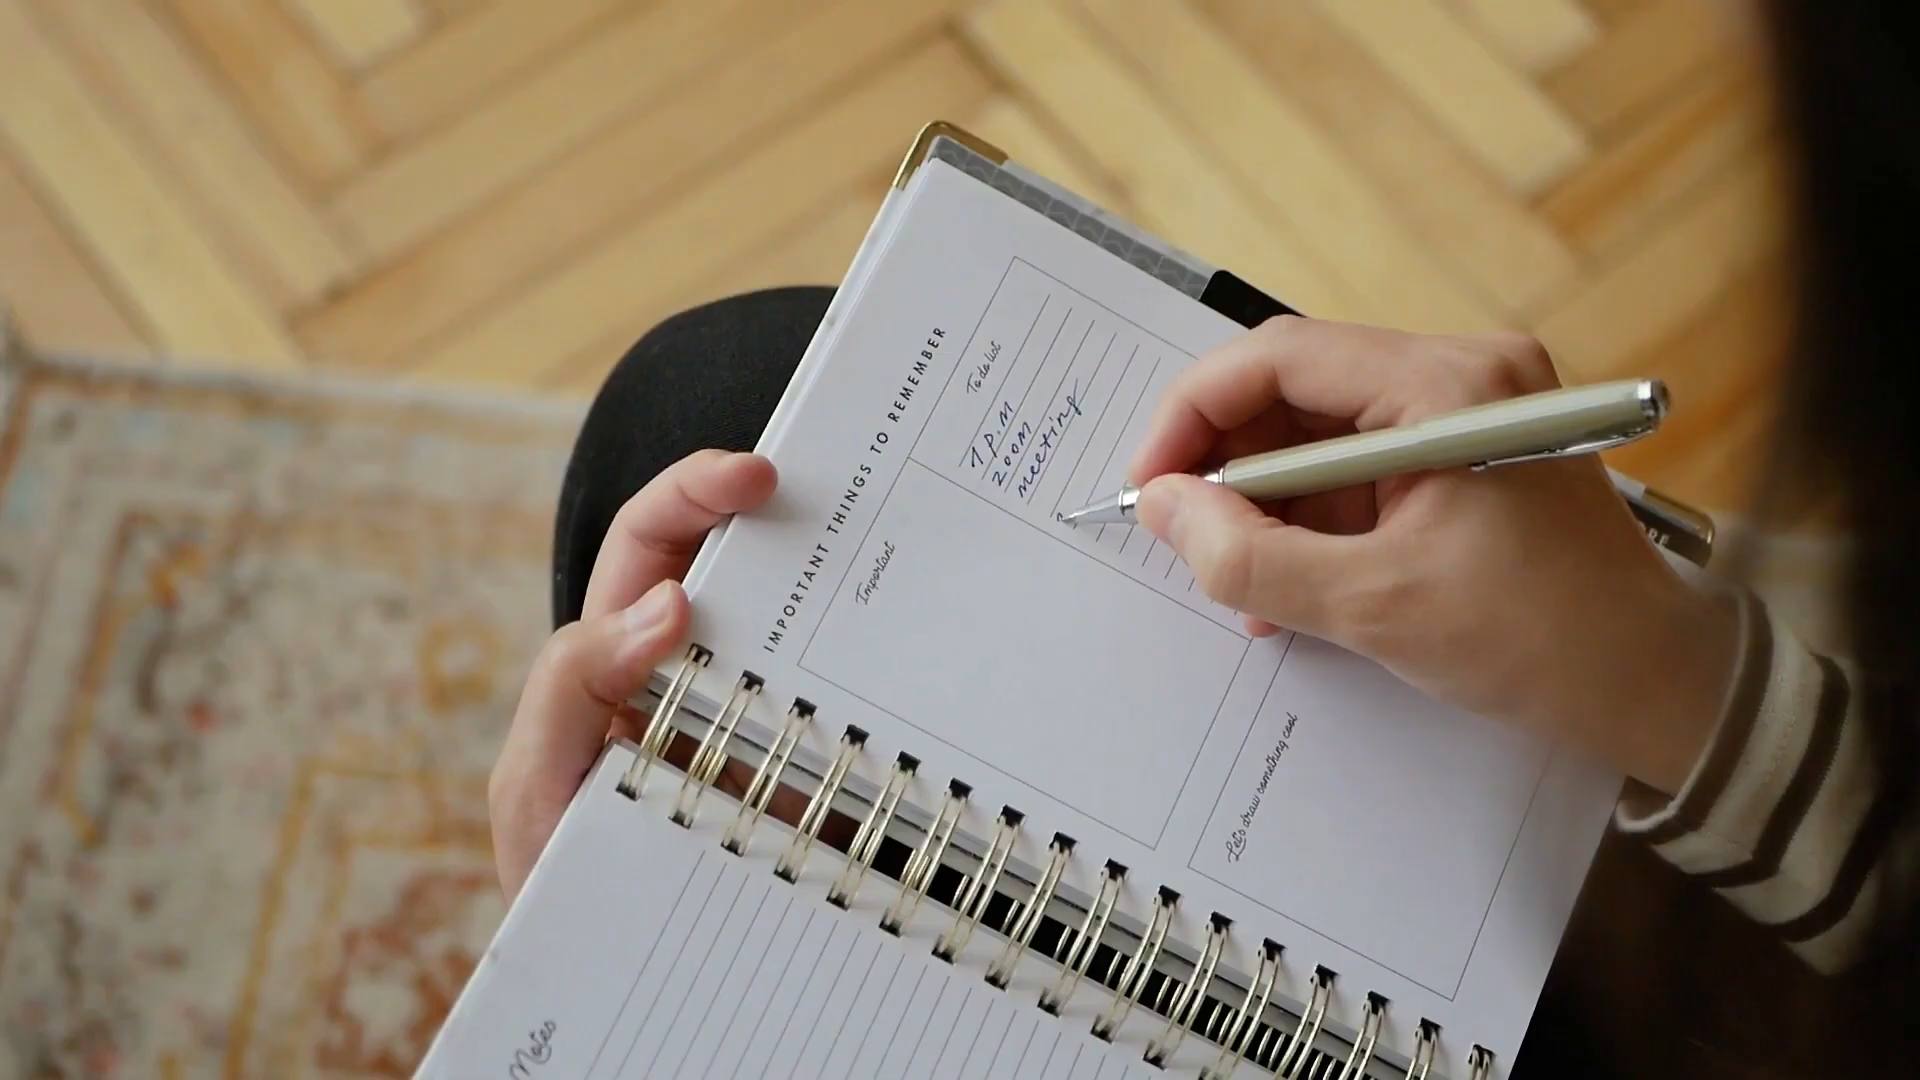 IMPORTANT THINGS TO REMEMBER
To do list
1 P.M
ZOOM
meeting
Important
Let's draw something cool
Notes